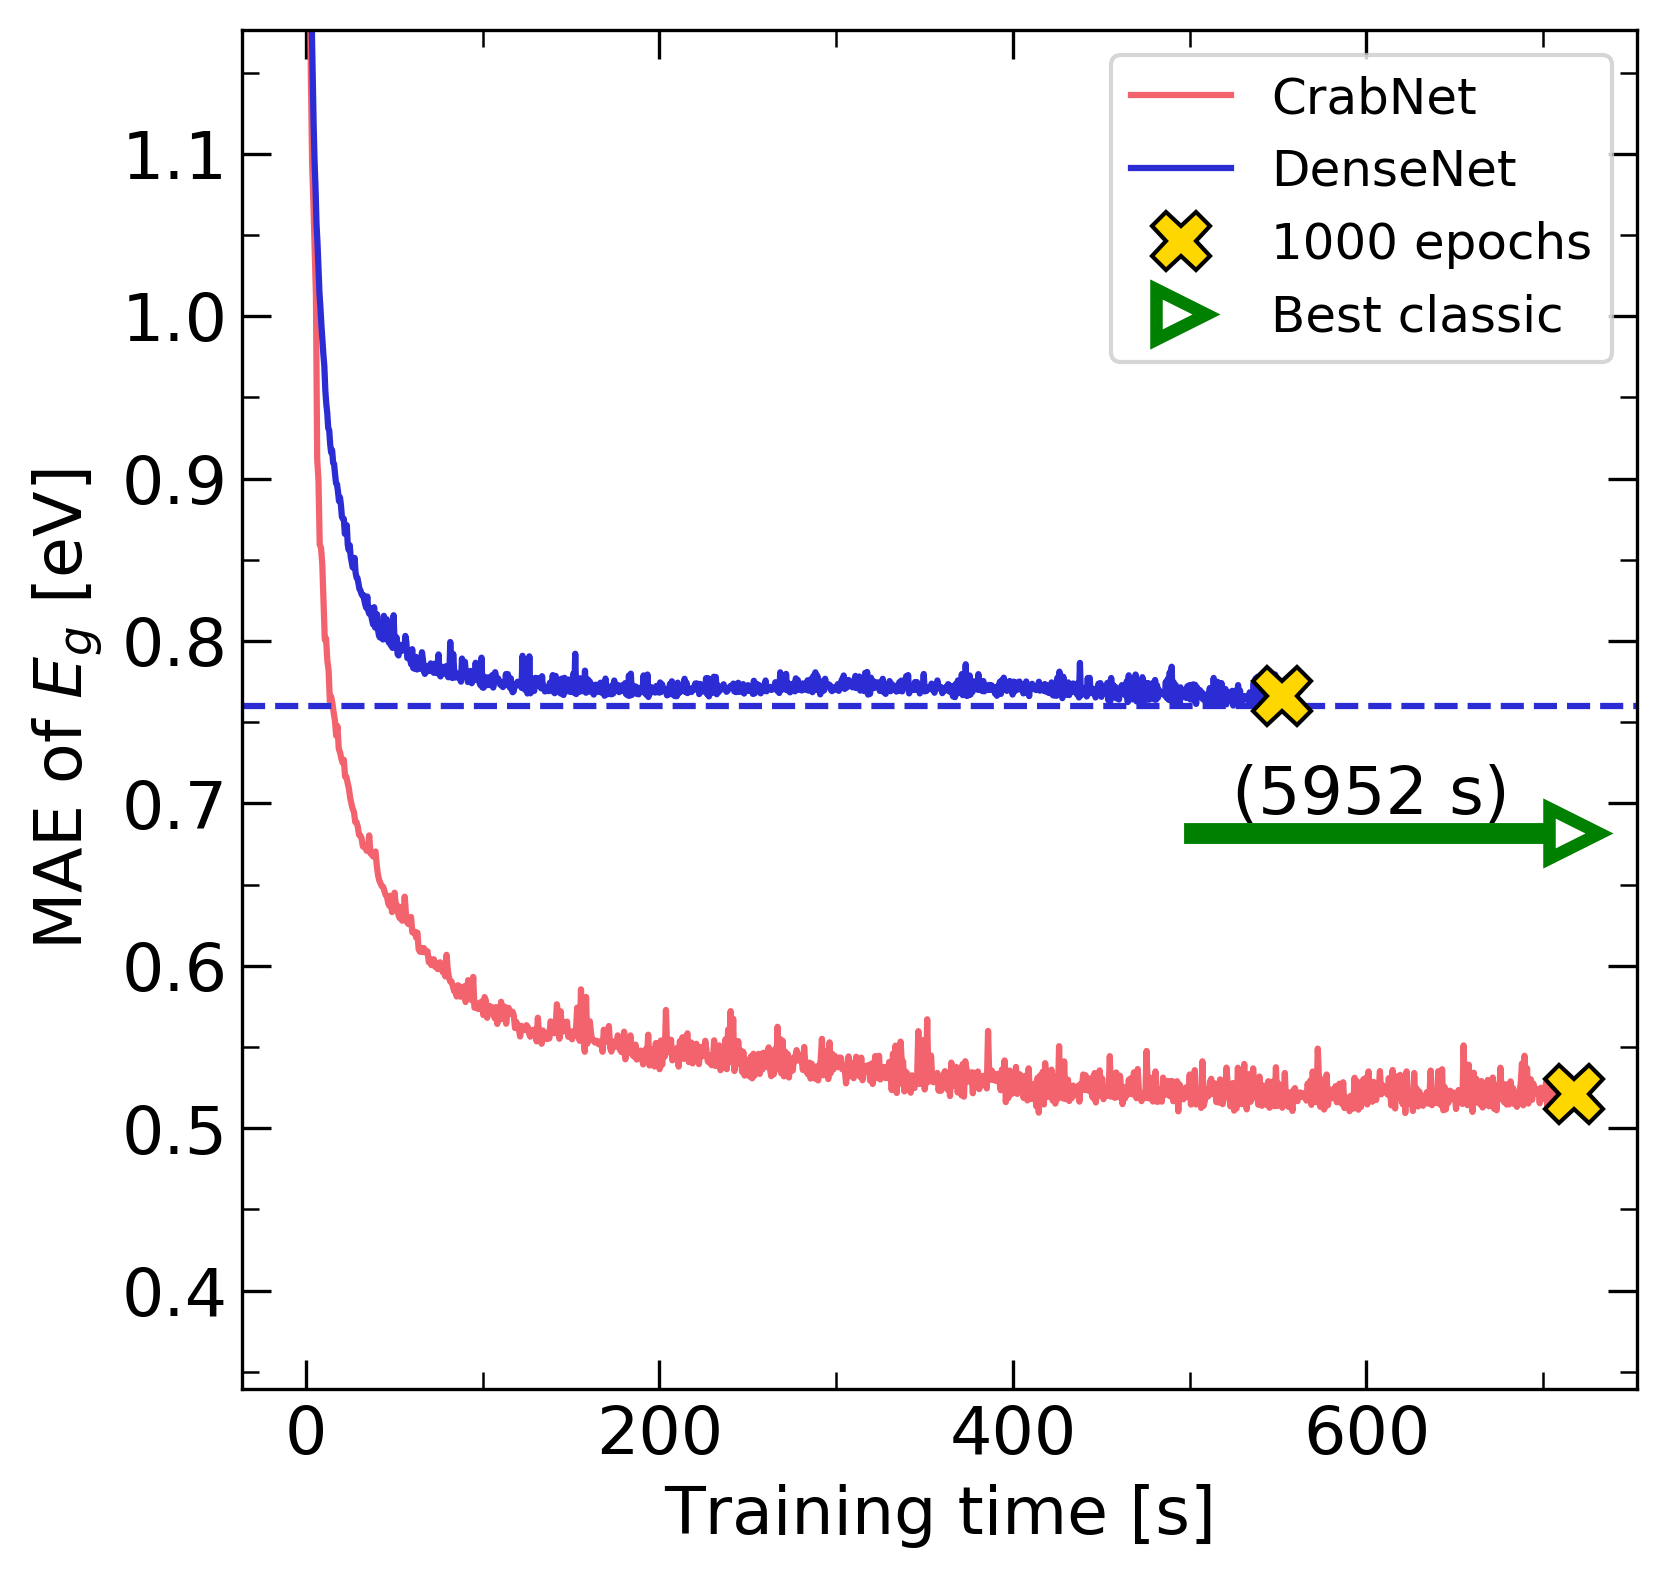 CrabNet
DenseNet
1000 epochs
Best classic
1.1
1.0
0.9
0.8
0.7
0.6
0.5
0.4
MAE of E_g [eV]
(5952 s)
0 200 400 600
Training time [s]